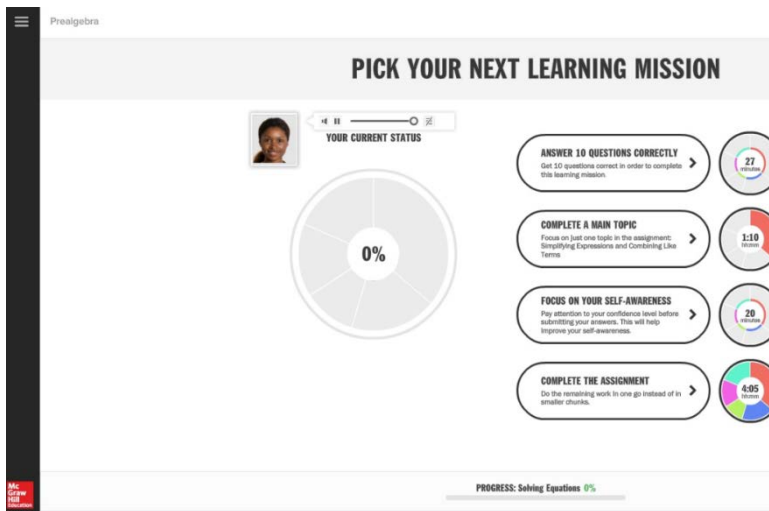 Prealgebra
PICK YOUR NEXT LEARNING MISSION
YOUR CURRENT STATUS
0%
ANSWER 10 QUESTIONS CORRECTLY
Get 10 questions correct in order to complete
this learning mission.
27
minutes
COMPLETE A MAIN TOPIC
Focus on just one topic in the assignment:
Simplifying Expressions and Combining Like
Terms
1:10
hh:mm
FOCUS ON YOUR SELF-AWARENESS
Pay attention to your confidence level before
submitting your answers. This will help
improve your self-awareness.
20
minutes
COMPLETE THE ASSIGNMENT
Do the remaining work in one go instead of in
smaller chunks.
4:05
hh:mm
Mc
Graw
Hill
Education
PROGRESS: Solving Equations 0%